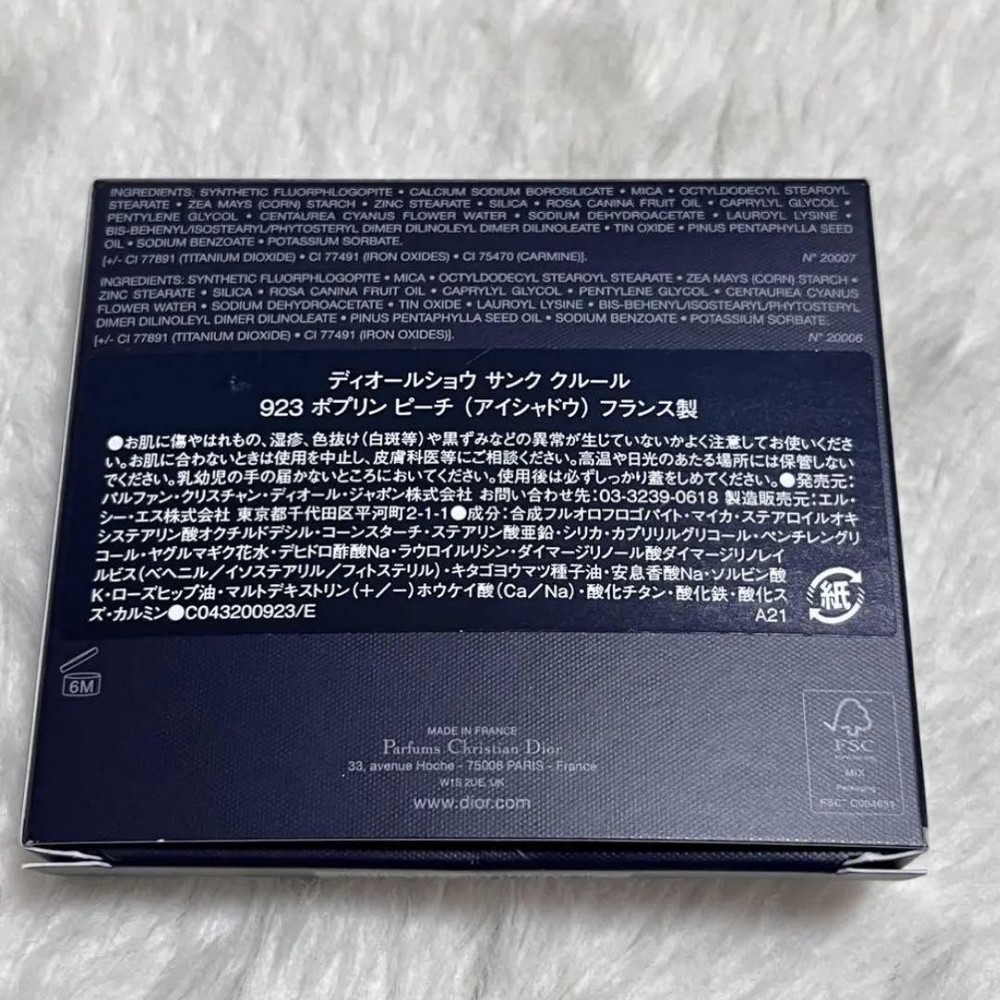 INGREDIENTS: SYNTHETIC FLUORPHLOGOPITE • CALCIUM SODIUM BOROSILICATE • MICA • OCTYLDODECYL STEAROYL
STEARATE • ZEA MAYS (CORN) STARCH • ZINC STEARATE • SILICA • ROSA CANINA FRUIT OIL • CAPRYLYL GLYCOL •
PENTYLENE GLYCOL • CENTAUREA CYANUS FLOWER WATER • SODIUM DEHYDROACETATE • LAUROYL LYSINE •
BIS-BEHENYL/ISOSTEARYL/PHYTOSTERYL DIMER DILINOLEYL DIMER DILINOLEATE • TIN OXIDE • PINUS PENTAPHYLLA SEED
OIL • SODIUM BENZOATE • POTASSIUM SORBATE.
[+/- CI 77891 (TITANIUM DIOXIDE) • CI 77491 (IRON OXIDES) • CI 75470 (CARMINE)]. N° 20007
INGREDIENTS: SYNTHETIC FLUORPHLOGOPITE • MICA • OCTYLDODECYL STEAROYL STEARATE • ZEA MAYS (CORN) STARCH •
ZINC STEARATE • SILICA • ROSA CANINA FRUIT OIL • CAPRYLYL GLYCOL • PENTYLENE GLYCOL • CENTAUREA CYANUS
FLOWER WATER • SODIUM DEHYDROACETATE • TIN OXIDE • LAUROYL LYSINE • BIS-BEHENYL/ISOSTEARYL/PHYTOSTERYL
DIMER DILINOLEYL DIMER DILINOLEATE • PINUS PENTAPHYLLA SEED OIL • SODIUM BENZOATE • POTASSIUM SORBATE.
[+/- CI 77891 (TITANIUM DIOXIDE) • CI 77491 (IRON OXIDES)]. N° 20006
ディオールショウ サンク クルール
923 ポプリン ピーチ (アイシャドウ) フランス製
●お肌に傷やはれもの、湿疹、色抜け(白斑等)や黒ずみなどの異常が生じていないかよく注意してお使いくださ
い。お肌に合わないときは使用を中止し、皮膚科医等にご相談ください。高温や日光のあたる場所には保管しない
でください。乳幼児の手の届かないところにおいてください。使用後は必ずしっかり蓋をしめてください。●発売元:
パルファン・クリスチャン・ディオール・ジャポン株式会社 お問い合わせ先:03-3239-0618 製造販売元:エル・
シー・エス株式会社 東京都千代田区平河町2-1-1●成分:合成フルオロフロゴパイト・マイカ・ステアロイルオキ
システアリン酸オクチルドデシル・コーンスターチ・ステアリン酸亜鉛・シリカ・カプリリルグリコール・ペンチレングリ
コール・ヤグルマギク花水・デヒドロ酢酸Na・ラウロイルリシン・ダイマージリノール酸ダイマージリノレイ
ルビス(ベヘニル/イソステアリル/フィトステリル)・キタゴヨウマツ種子油・安息香酸Na・ソルビン酸
K・ローズヒップ油・マルトデキストリン(+/-)ホウケイ酸(Ca/Na)・酸化チタン・酸化鉄・酸化ス
ズ・カルミン●C043200923/E A21
紙
6M
MADE IN FRANCE
Parfums Christian Dior
33, avenue Hoche - 75008 PARIS - France
W1S 2UE, UK
www.dior.com
FSC
MIX
Packaging
FSC® C004631